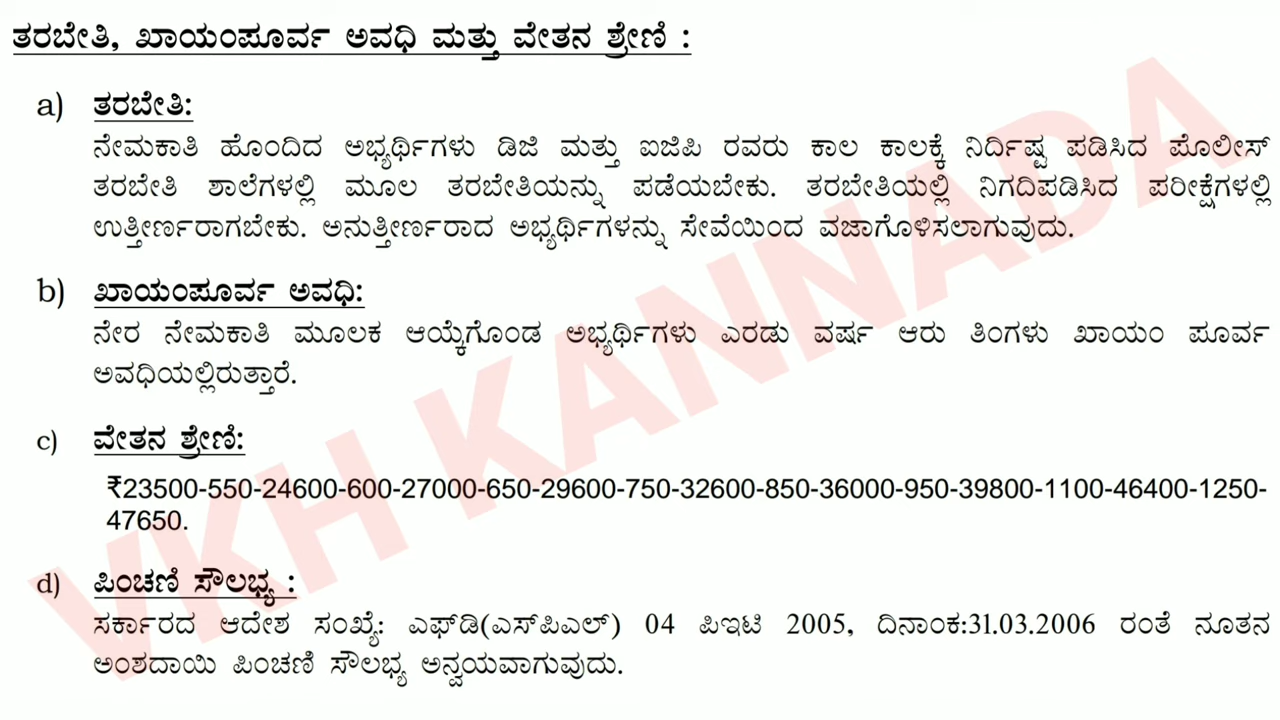 ತರಬೇತಿ, ಖಾಯಂಪೂರ್ವ ಅವಧಿ ಮತ್ತು ವೇತನ ಶ್ರೇಣಿ :
a) ತರಬೇತಿ:
ನೇಮಕಾತಿ ಹೊಂದಿದ ಅಭ್ಯರ್ಥಿಗಳು ಡಿಜಿ ಮತ್ತು ಐಜಿಪಿ ರವರು ಕಾಲ ಕಾಲಕ್ಕೆ ನಿರ್ದಿಷ್ಟ ಪಡಿಸಿದ ಪೊಲೀಸ್
ತರಬೇತಿ ಶಾಲೆಗಳಲ್ಲಿ ಮೂಲ ತರಬೇತಿಯನ್ನು ಪಡೆಯಬೇಕು. ತರಬೇತಿಯಲ್ಲಿ ನಿಗದಿಪಡಿಸಿದ ಪರೀಕ್ಷೆಗಳಲ್ಲಿ
ಉತ್ತೀರ್ಣರಾಗಬೇಕು. ಅನುತ್ತೀರ್ಣರಾದ ಅಭ್ಯರ್ಥಿಗಳನ್ನು ಸೇವೆಯಿಂದ ವಜಾಗೊಳಿಸಲಾಗುವುದು.
b) ಖಾಯಂಪೂರ್ವ ಅವಧಿ:
ನೇರ ನೇಮಕಾತಿ ಮೂಲಕ ಆಯ್ಕೆಗೊಂಡ ಅಭ್ಯರ್ಥಿಗಳು ಎರಡು ವರ್ಷ ಆರು ತಿಂಗಳು ಖಾಯಂ ಪೂರ್ವ
ಅವಧಿಯಲ್ಲಿರುತ್ತಾರೆ.
c) ವೇತನ ಶ್ರೇಣಿ:
₹23500-550-24600-600-27000-650-29600-750-32600-850-36000-950-39800-1100-46400-1250-
47650.
d) ಪಿಂಚಣಿ ಸೌಲಭ್ಯ :
ಸರ್ಕಾರದ ಆದೇಶ ಸಂಖ್ಯೆ: ಎಫ್‌ಡಿ(ಎಸ್‌ಪಿಎಲ್) 04 ಪಿಇಟಿ 2005, ದಿನಾಂಕ:31.03.2006 ರಂತೆ ನೂತನ
ಅಂಶದಾಯಿ ಪಿಂಚಣಿ ಸೌಲಭ್ಯ ಅನ್ವಯವಾಗುವುದು.
VKH KANNADA